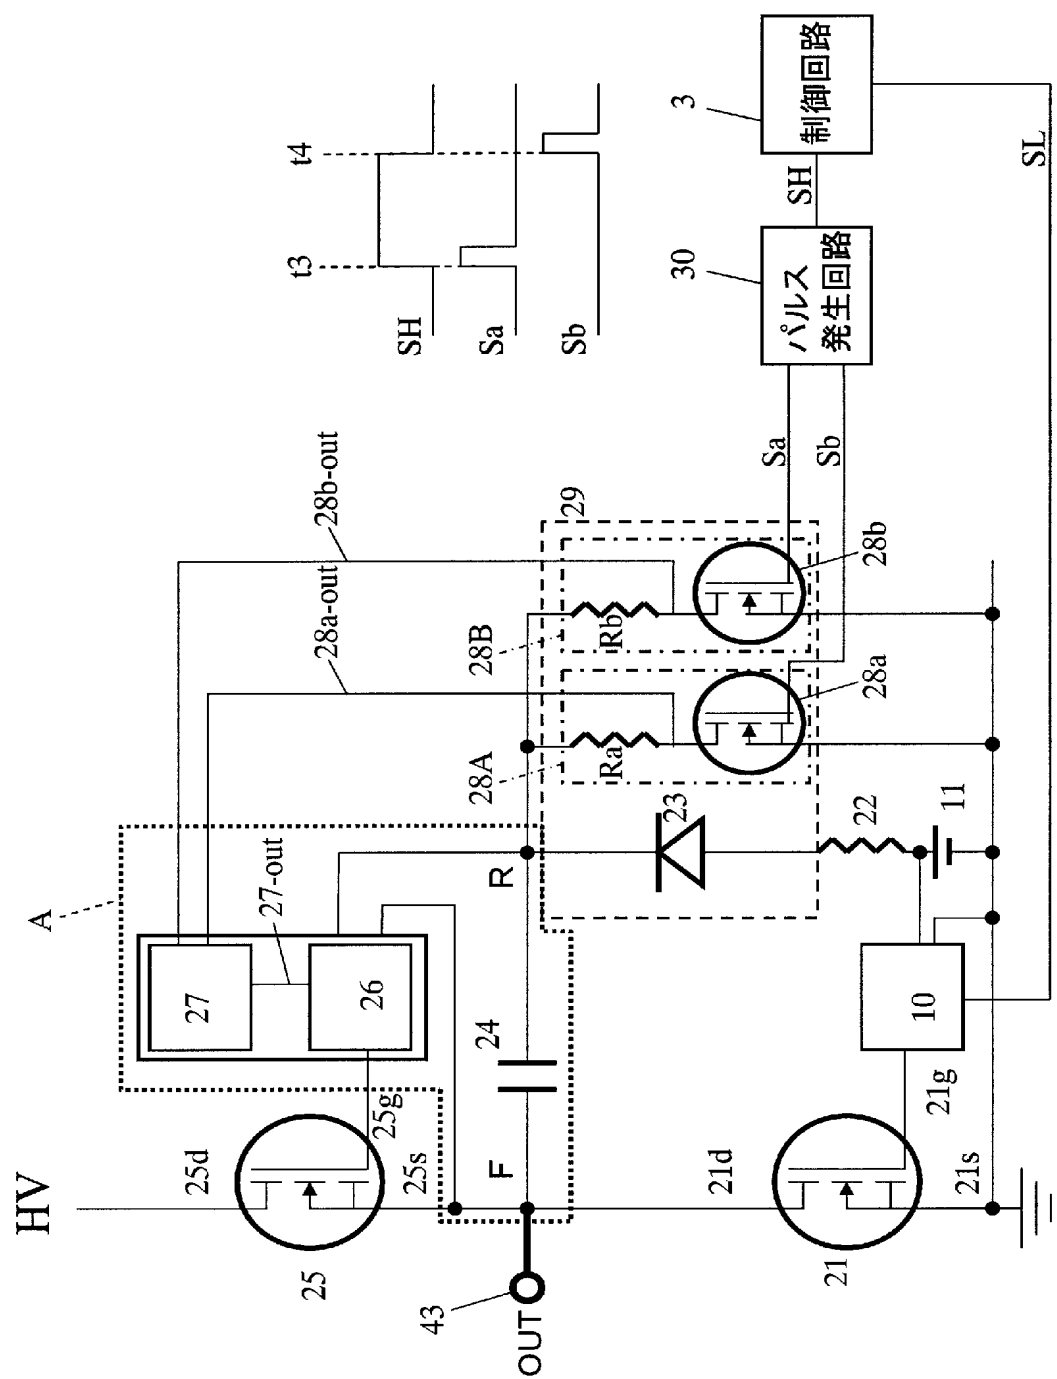 HV
A
25
25d
25g
25s
27
27-out
26
24
F
R
43
OUT
21
21d
21g
21s
10
11
22
23
28A
28B
Ra
Rb
28a
28b
29
28a-out
28b-out
Sa
Sb
30
パルス
発生回路
SH
3
制御回路
SL
t3
t4
SH
Sa
Sb